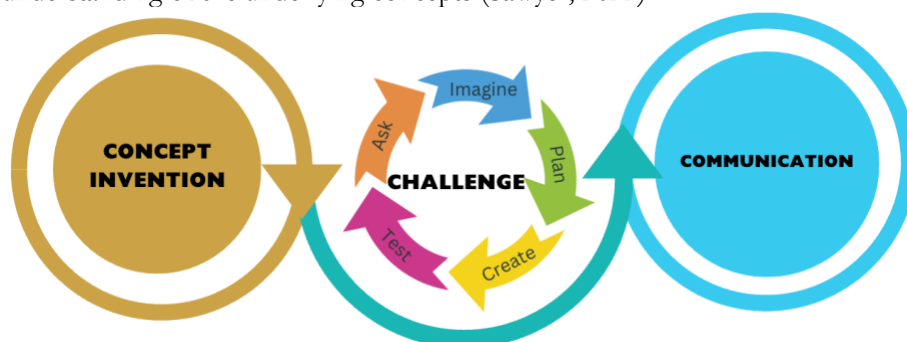 CONCEPT
INVENTION
Ask
Imagine
Plan
Create
Test
CHALLENGE
COMMUNICATION